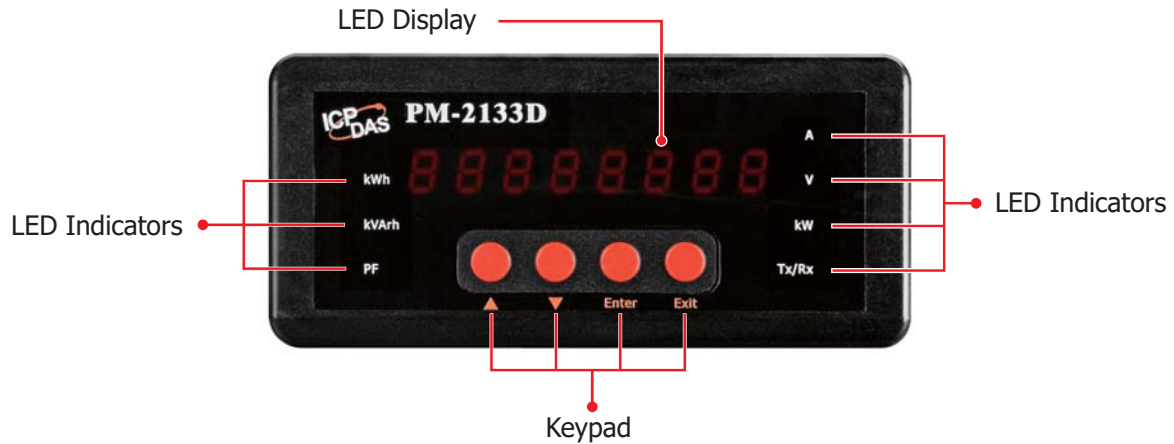 LED Display
ICP DAS
PM-2133D
88888888
kWh
kVArh
PF
A
V
kW
Tx/Rx
LED Indicators
LED Indicators
▲ ▼ Enter Exit
Keypad